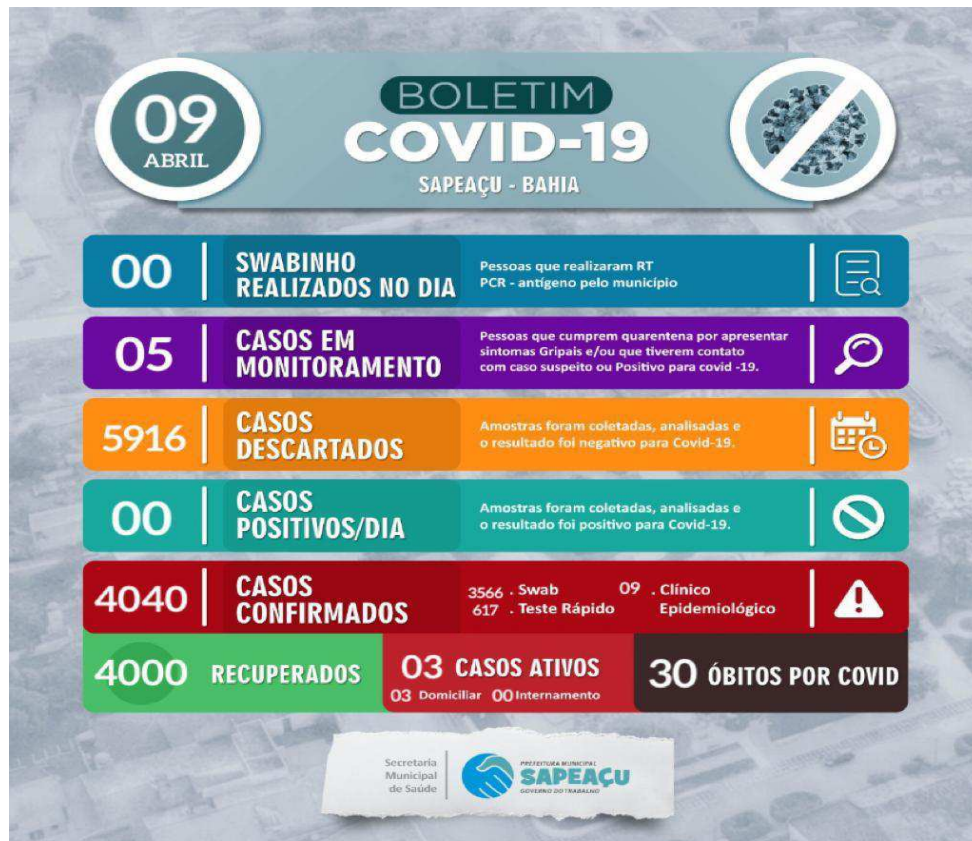 09
ABRIL
BOLETIM
COVID-19
SAPEAÇU - BAHIA
00
SWABINHO
REALIZADOS NO DIA
Pessoas que realizaram RT
PCR - antígeno pelo município
05
CASOS EM
MONITORAMENTO
Pessoas que cumprem quarentena por apresentar
sintomas Gripais e/ou que tiverem contato
com caso suspeito ou Positivo para covid -19.
5916
CASOS
DESCARTADOS
Amostras foram coletadas, analisadas e
o resultado foi negativo para Covid-19.
00
CASOS
POSITIVOS/DIA
Amostras foram coletadas, analisadas e
o resultado foi positivo para Covid-19.
4040
CASOS
CONFIRMADOS
3566 . Swab
617 . Teste Rápido
09 . Clínico
Epidemiológico
4000 RECUPERADOS
03 CASOS ATIVOS
03 Domiciliar 00 Internamento
30 ÓBITOS POR COVID
Secretaria
Municipal
de Saúde
PREFEITURA MUNICIPAL
SAPEAÇU
GOVERNO DO TRABALHO